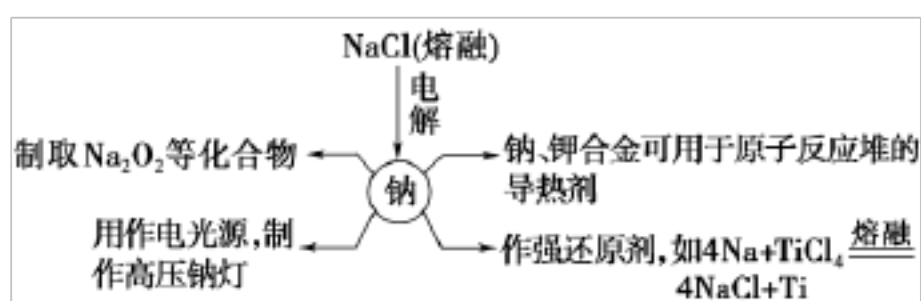 NaCl(熔融)
电
解
制取Na₂O₂等化合物
钠
钠、钾合金可用于原子反应堆的
导热剂
用作电光源,制
作高压钠灯
作强还原剂,如4Na+TiCl₄ 熔融
4NaCl+Ti